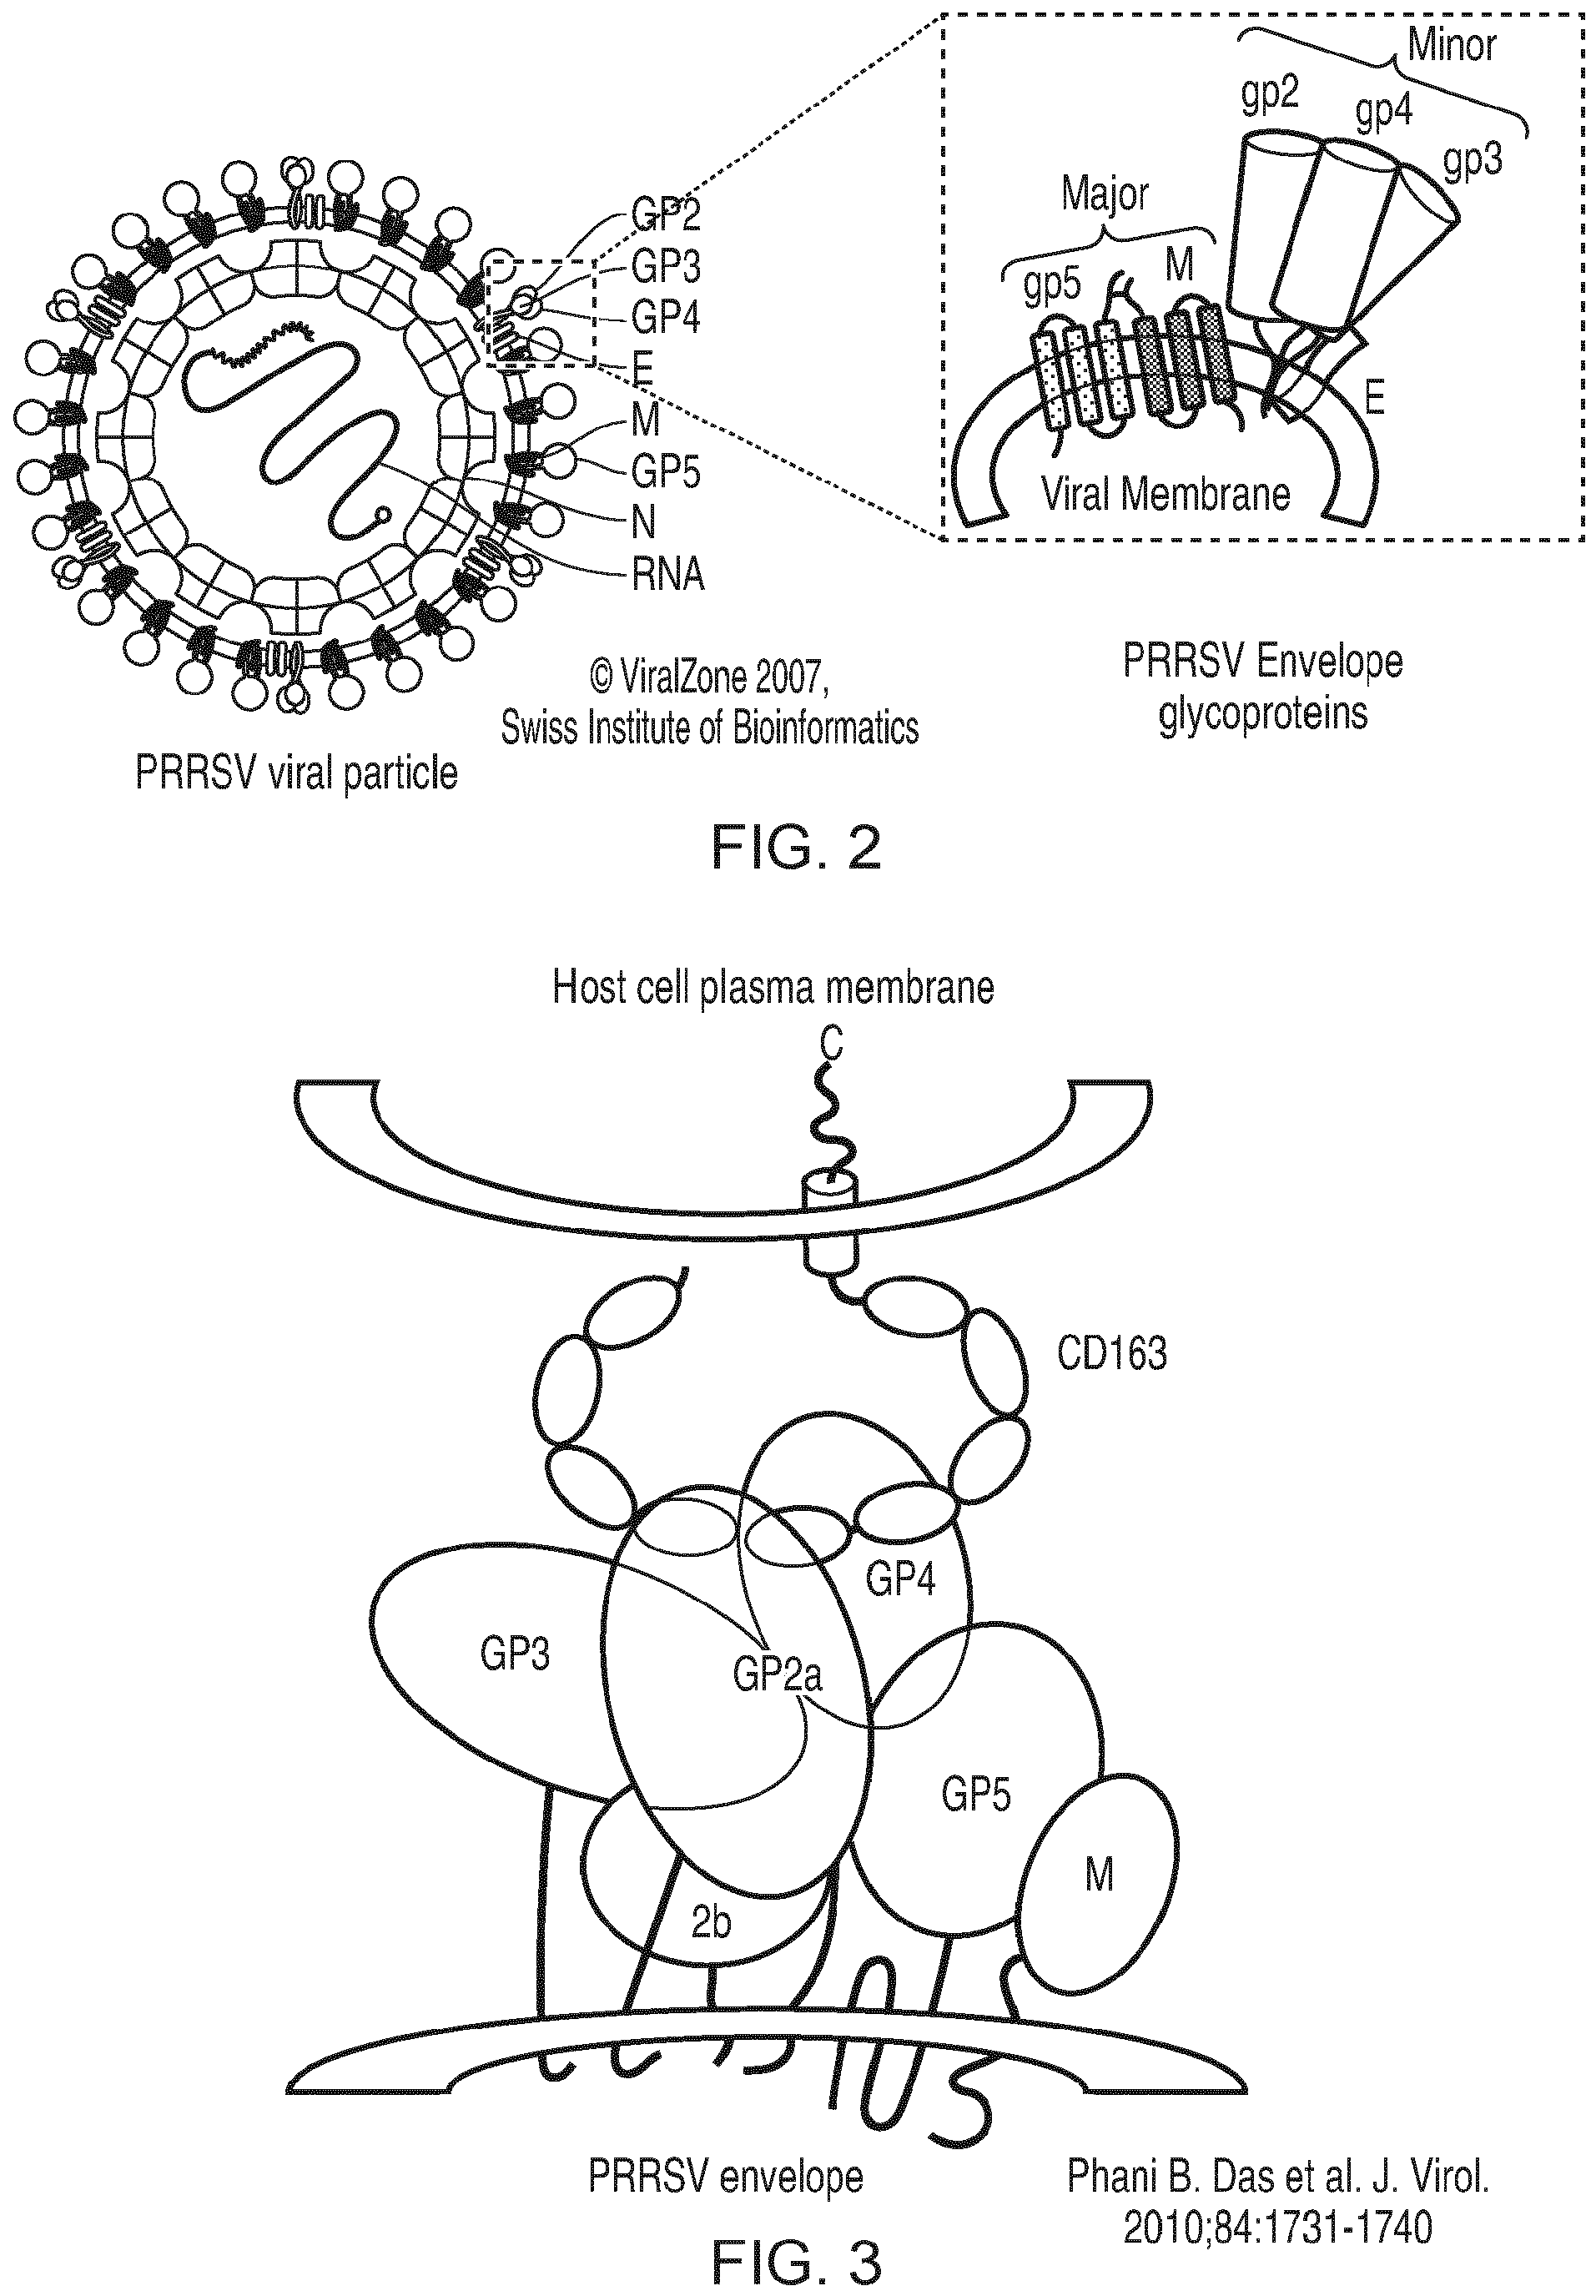 Minor
gp2
gp4
gp3
Major
gp5
M
E
Viral Membrane
GP2
GP3
GP4
E
M
GP5
N
RNA
© ViralZone 2007,
Swiss Institute of Bioinformatics
PRRSV viral particle
PRRSV Envelope
glycoproteins
FIG. 2
Host cell plasma membrane
C
CD163
GP4
GP3
GP2a
GP5
M
2b
PRRSV envelope
Phani B. Das et al. J. Virol.
2010;84:1731-1740
FIG. 3